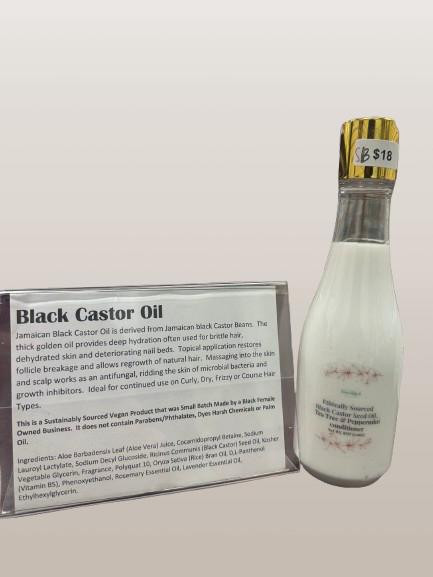 SB $18
Black Castor Oil
Jamaican Black Castor Oil is derived from Jamaican black Castor Beans. The
thick golden oil provides deep hydration often used for brittle hair,
dehydrated skin and deteriorating nail beds. Topical application restores
follicle breakage and allows regrowth of natural hair. Massaging into the skin
and scalp works as an antifungal, ridding the skin of microbial bacteria and
growth inhibitors. Ideal for continued use on Curly, Dry, Frizzy or Course Hair
Types.
This is a Sustainably Sourced Vegan Product that was Small Batch Made by a Black Female
Owned Business. It does not contain Parabens/Phthalates, Dyes Harsh Chemicals or Palm
Oil.
Ingredients: Aloe Barbadensis Leaf (Aloe Vera) Juice, Cocamidopropyl Betaine, Sodium
Lauroyl Lactylate, Sodium Decyl Glucoside, Ricinus Communis (Black Castor) Seed Oil, Kosher
Vegetable Glycerin, Fragrance, Polyquat 10, Oryza Sativa (Rice) Bran Oil, D,L Panthenol
(Vitamin B5), Phenoxyethanol, Rosemary Essential Oil, Lavender Essential Oil,
Ethylhexylglycerin.
Ethically Sourced
Black Castor Seed Oil,
Tea Tree & Peppermint
conditioner